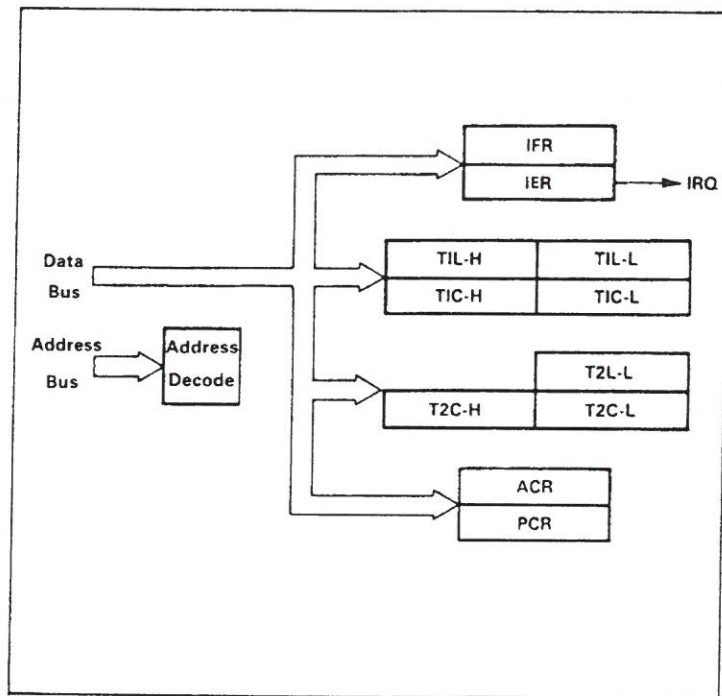 IFR
IER
IRQ
Data
Bus
TIL-H
TIL-L
TIC-H
TIC-L
Address
Bus
Address
Decode
T2L-L
T2C-H
T2C-L
ACR
PCR